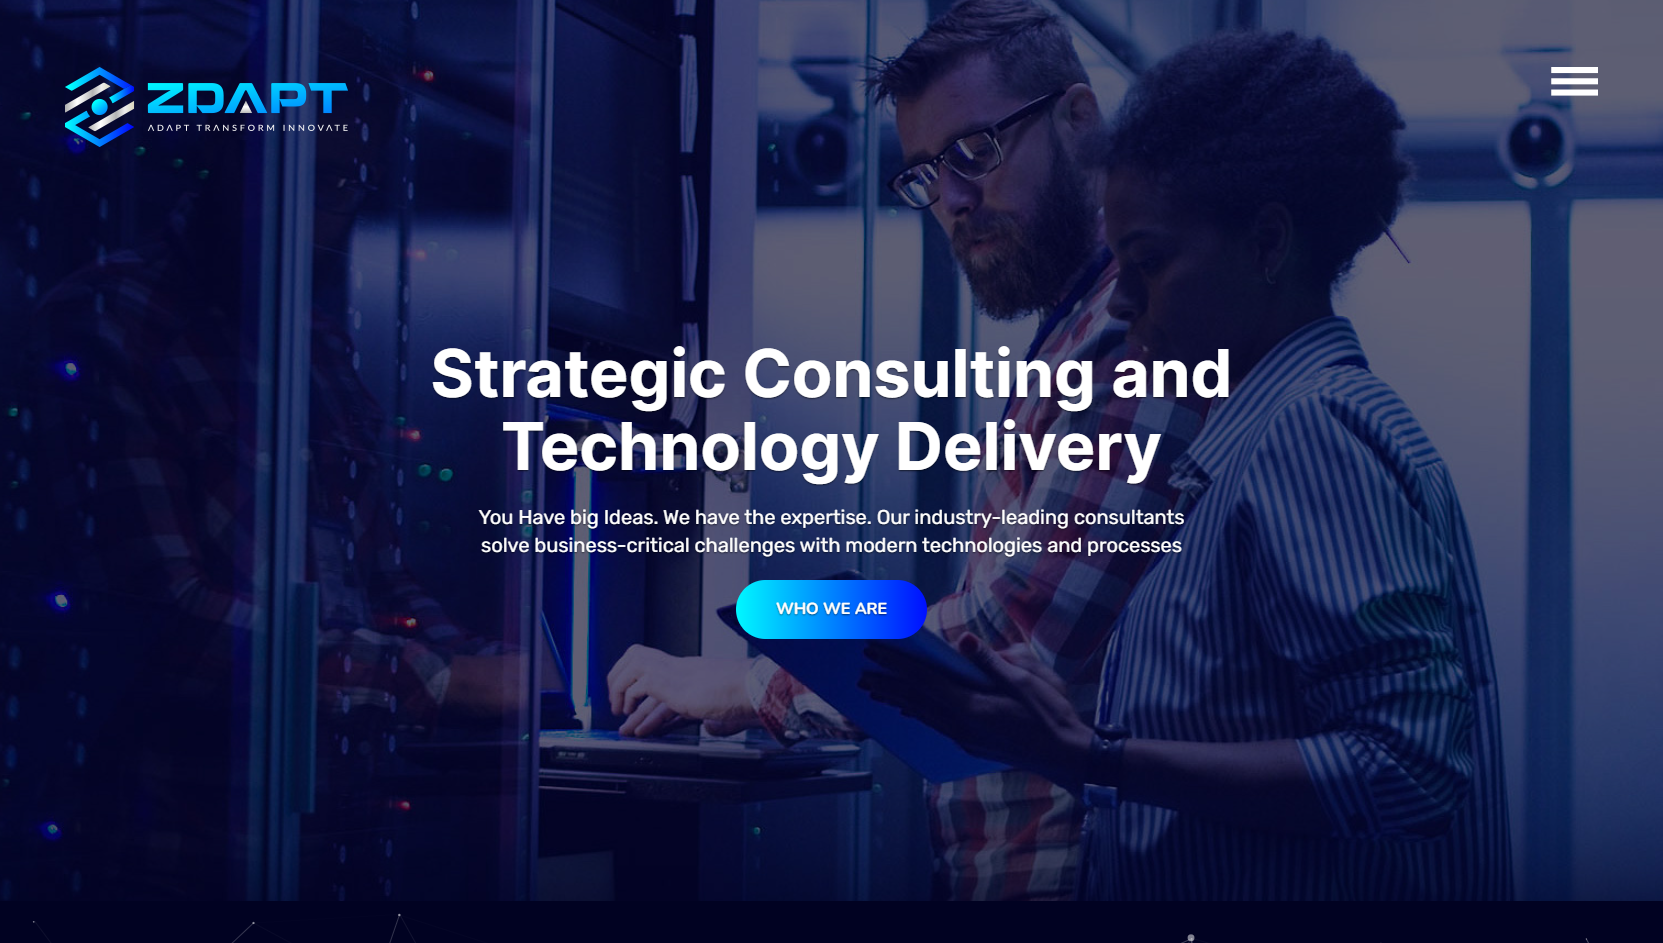 ZDAPT
ADAPT TRANSFORM INNOVATE
Strategic Consulting and
Technology Delivery
You Have big Ideas. We have the expertise. Our industry-leading consultants
solve business-critical challenges with modern technologies and processes
WHO WE ARE